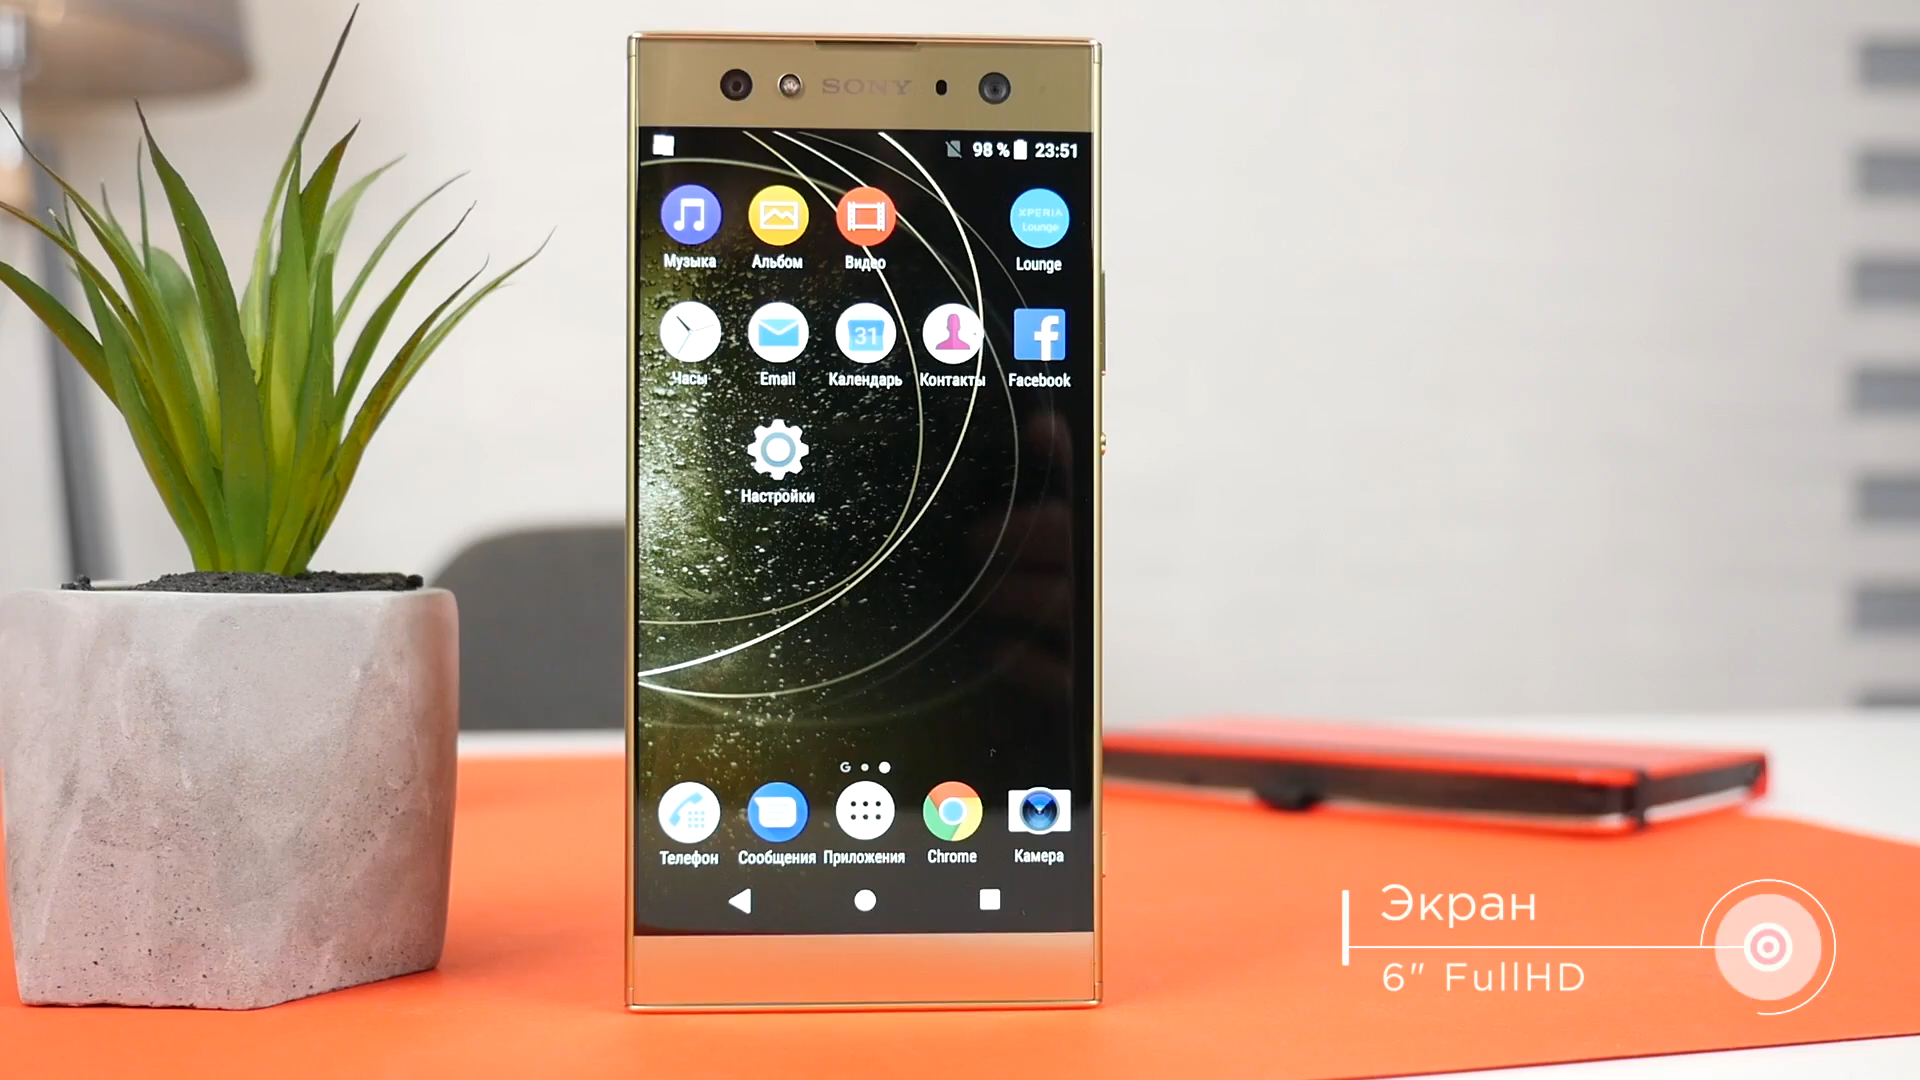 SONY
98 % 23:51
XPERIA
Lounge
Музыка Альбом Видео Lounge
31
Часы Email Календарь Контакты Facebook
Настройки
G
Телефон Сообщения Приложения Chrome Камера
Экран
6" FullHD